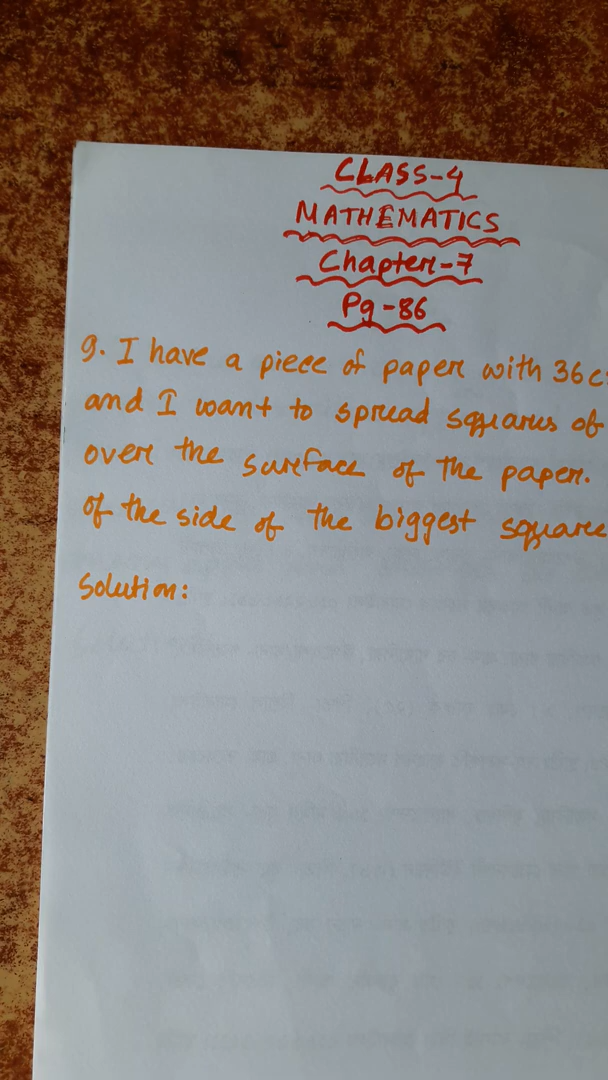 CLASS-4
MATHEMATICS
Chapter-7
Pg-86
9. I have a piece of paper with 36c
and I want to spread squares of
over the surface of the paper.
of the side of the biggest square
Solution: